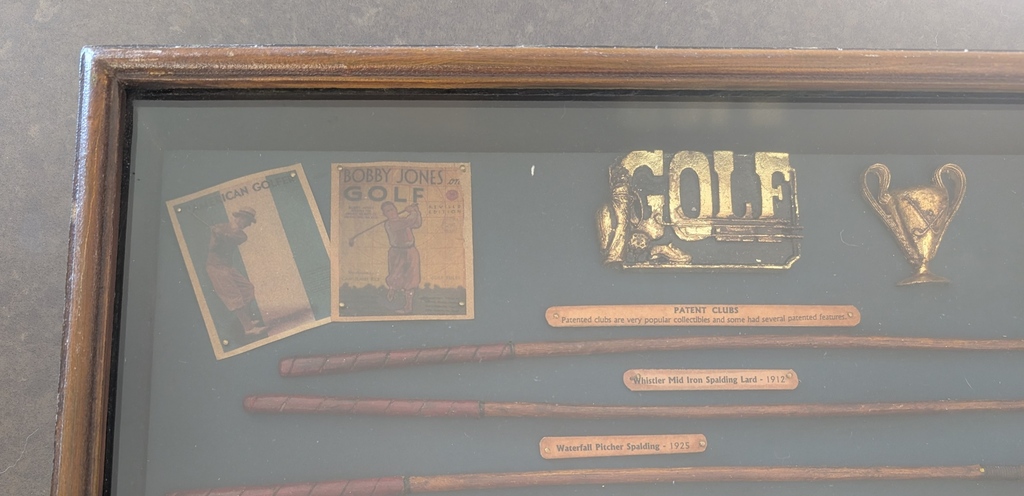 ICAN GOLFER
BOBBY JONES
GOLF
GOLF
PATENT CLUBS
Patented clubs are very popular collectibles and some had several patented features.
Whistler Mid Iron Spalding Lard - 1912
Waterfall Pitcher Spalding - 1925